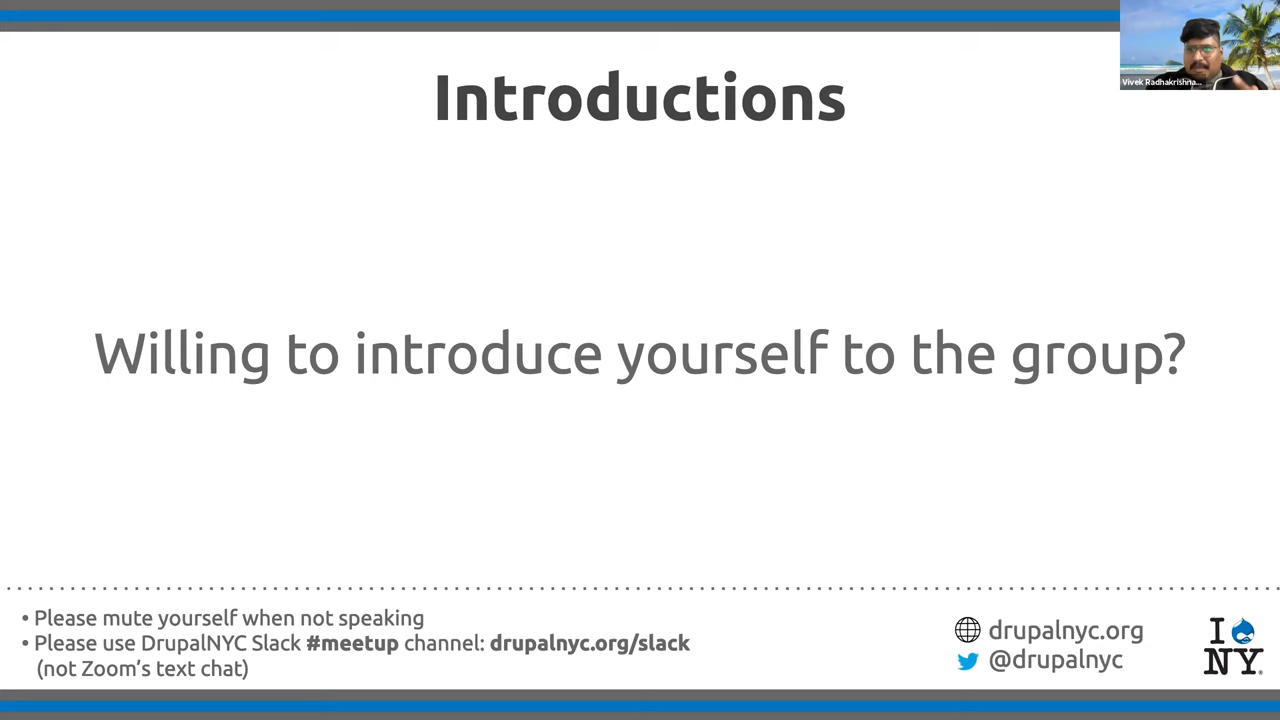 Introductions
Vivek Radhakrishna...
Willing to introduce yourself to the group?
• Please mute yourself when not speaking
• Please use DrupalNYC Slack #meetup channel: drupalnyc.org/slack
(not Zoom's text chat)
drupalnyc.org
@drupalnyc
I
NY®